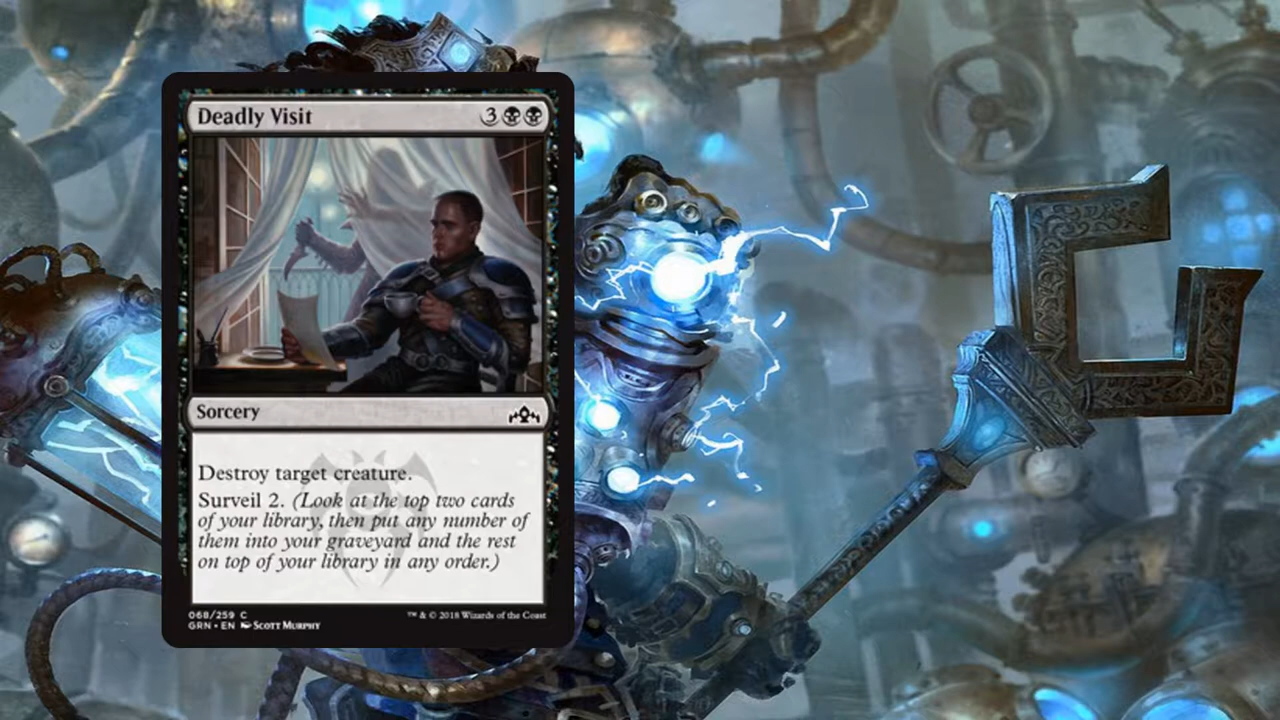 Deadly Visit 3
Sorcery
Destroy target creature.
Surveil 2. (Look at the top two cards
of your library, then put any number of
them into your graveyard and the rest
on top of your library in any order.)
068/259 C
™ & © 2018 Wizards of the Coast
GRN • EN Scott Murphy